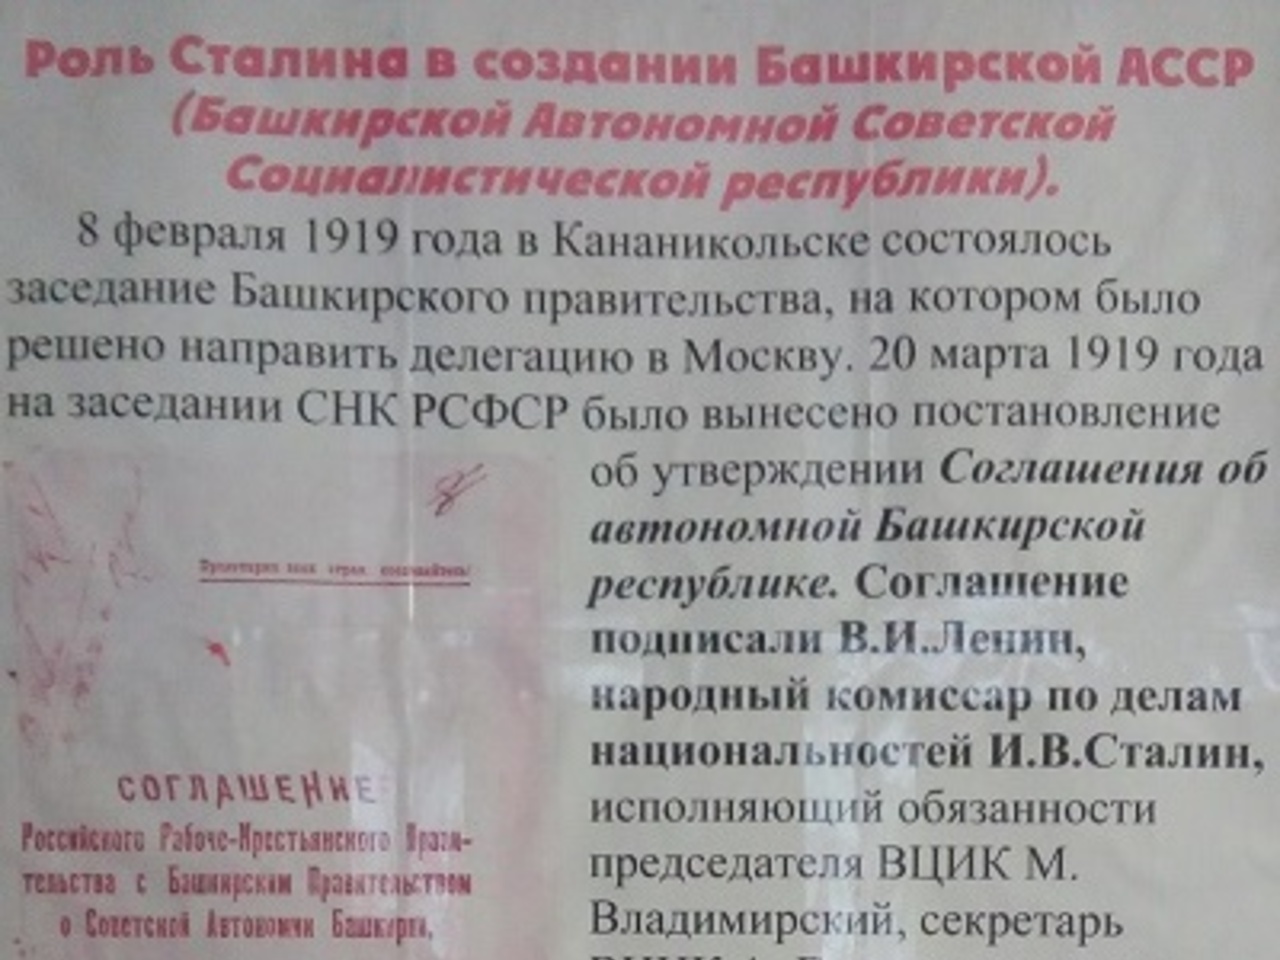 Роль Сталина в создании Башкирской АССР
(Башкирской Автономной Советской
Социалистической республики).
8 февраля 1919 года в Кананикольске состоялось
заседание Башкирского правительства, на котором было
решено направить делегацию в Москву. 20 марта 1919 года
на заседании СНК РСФСР было вынесено постановление
об утверждении Соглашения об
автономной Башкирской
республике. Соглашение
подписали В.И.Ленин,
народный комиссар по делам
национальностей И.В.Сталин,
исполняющий обязанности
председателя ВЦИК М.
Владимирский, секретарь
СОГЛАШЕНИЕ
Российского Рабоче-Крестьянского Прави-
тельства с Башкирским Правительством
о Советской Автономии Башкирии,